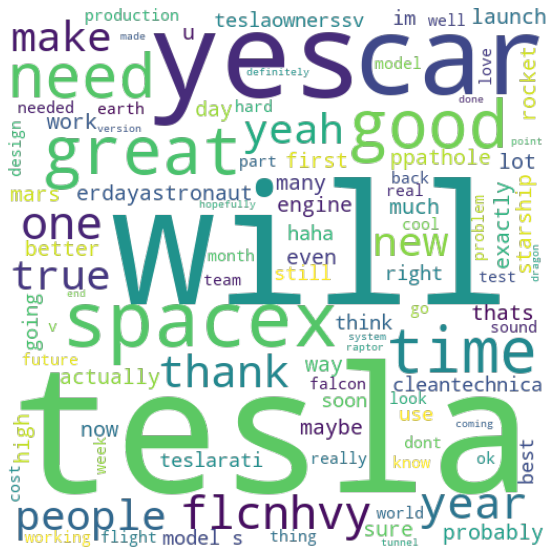 production
teslaownerssv
im
well
launch
made
u
make
yes
car
definitely
model
love
done
need
needed
earth
day
hard
rocket
version
work
great
yeah
good
point
design
part
first
ppathole
lot
mars
erdayastronaut
many
back
real
starship
problem
exactly
hopefully
engine
much
cool
one
better
true
will
haha
new
month
even
right
test
dragon
team
still
going
v
spacex
think
go
thats
sound
end
system
raptor
time
future
actually
thank
way
soon
falcon
cleantechnica
look
use
dont
high
tesla
now
maybe
know
ok
best
week
cost
teslarati
really
people
flcnhvy
world
year
sure
probably
working
flight
model s
thing
tunnel
coming